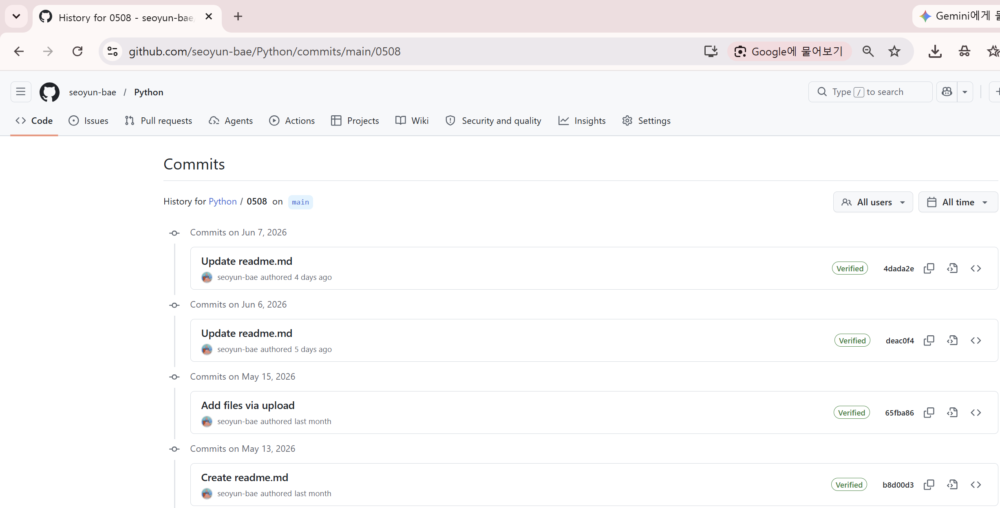 History for 0508 - seoyun-bae/
Gemini에게
github.com/seoyun-bae/Python/commits/main/0508
Google에 물어보기
seoyun-bae / Python
Type / to search
Code
Issues
Pull requests
Agents
Actions
Projects
Wiki
Security and quality
Insights
Settings
Commits
History for Python / 0508 on main
All users
All time
Commits on Jun 7, 2026
Update readme.md
Verified
4dada2e
seoyun-bae authored 4 days ago
Commits on Jun 6, 2026
Update readme.md
Verified
deac0f4
seoyun-bae authored 5 days ago
Commits on May 15, 2026
Add files via upload
Verified
65fba86
seoyun-bae authored last month
Commits on May 13, 2026
Create readme.md
Verified
b8d00d3
seoyun-bae authored last month